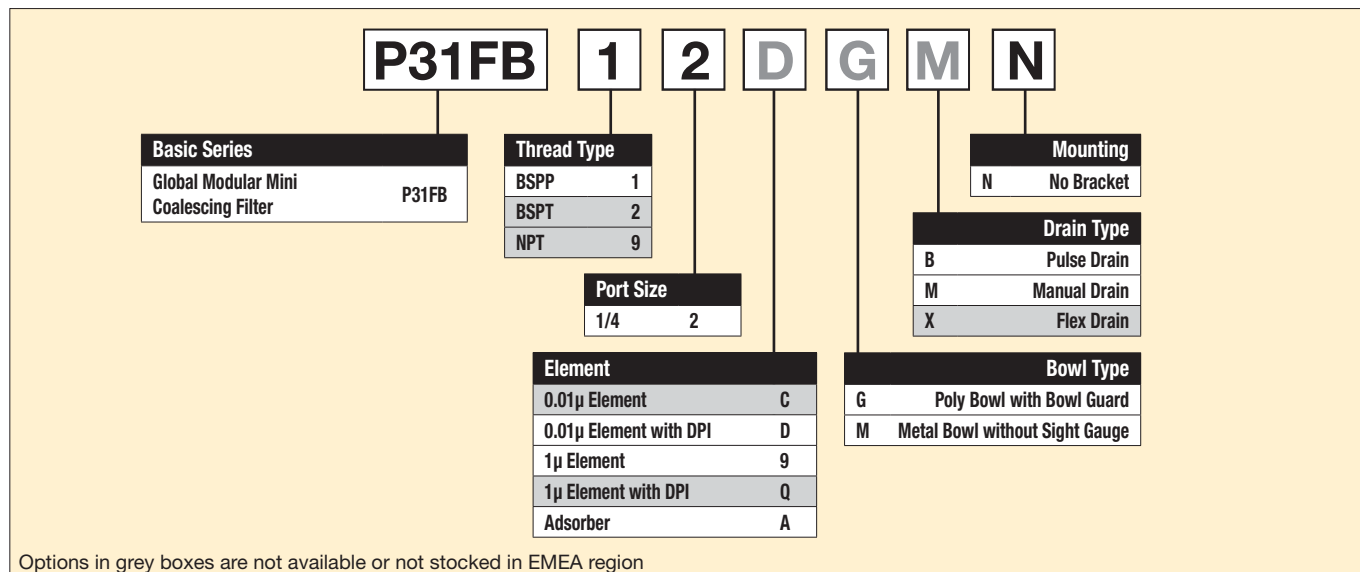 P31FB 1 2 D G M N
Basic Series
Global Modular Mini
Coalescing Filter P31FB
Thread Type
BSPP 1
BSPT 2
NPT 9
Port Size
1/4 2
Element
0.01µ Element C
0.01µ Element with DPI D
1µ Element 9
1µ Element with DPI Q
Adsorber A
Mounting
N No Bracket
Drain Type
B Pulse Drain
M Manual Drain
X Flex Drain
Bowl Type
G Poly Bowl with Bowl Guard
M Metal Bowl without Sight Gauge
Options in grey boxes are not available or not stocked in EMEA region